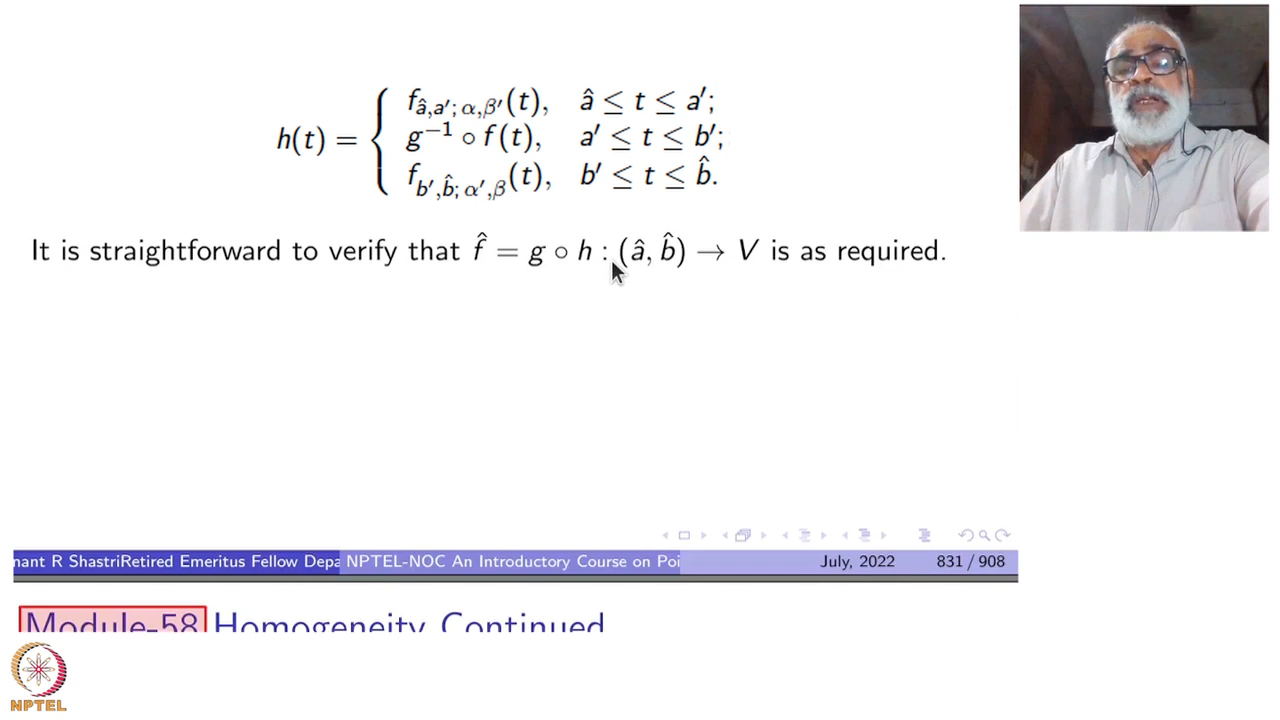 h(t) = { f_{â,a′; α,β′}(t), â ≤ t ≤ a′;
g⁻¹ ∘ f(t), a′ ≤ t ≤ b′;
f_{b′,b̂; α′,β}(t), b′ ≤ t ≤ b̂.
It is straightforward to verify that f̂ = g ∘ h : (â, b̂) → V is as required.
nant R ShastriRetired Emeritus Fellow Depa NPTEL-NOC An Introductory Course on Poi July, 2022 831 / 908
Module-58 Homogeneity Continued
NPTEL